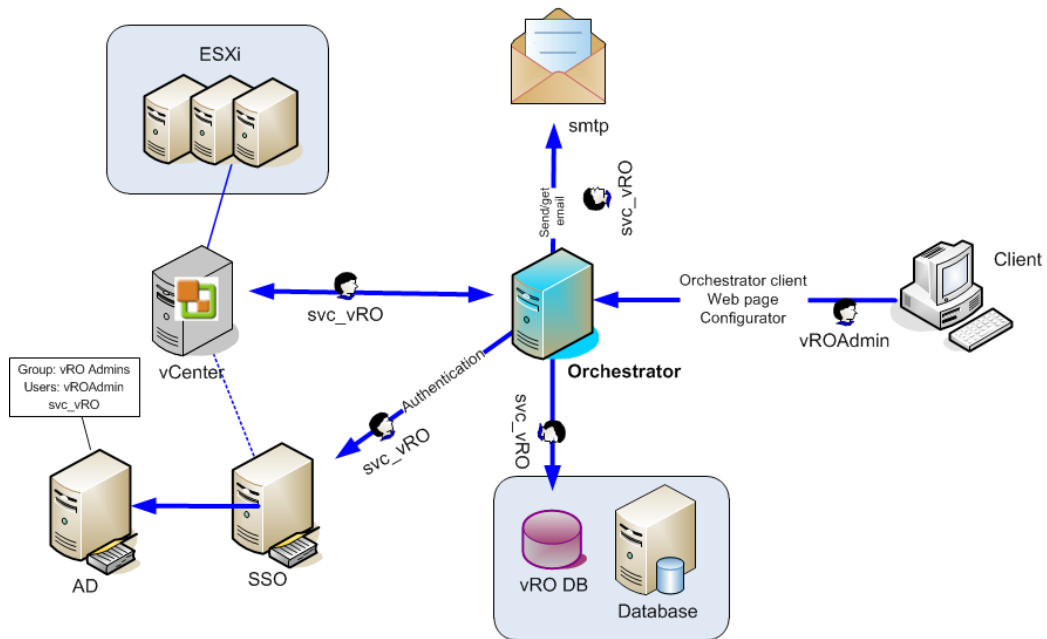 ESXi
smtp
Send/get
email
svc_vRO
Client
Orchestrator client
Web page
Configurator
vROAdmin
svc_vRO
vCenter
Orchestrator
Group: vRO Admins
Users: vROAdmin
svc_vRO
Authentication
svc_vRO
svc_vRO
AD
SSO
vRO DB
Database